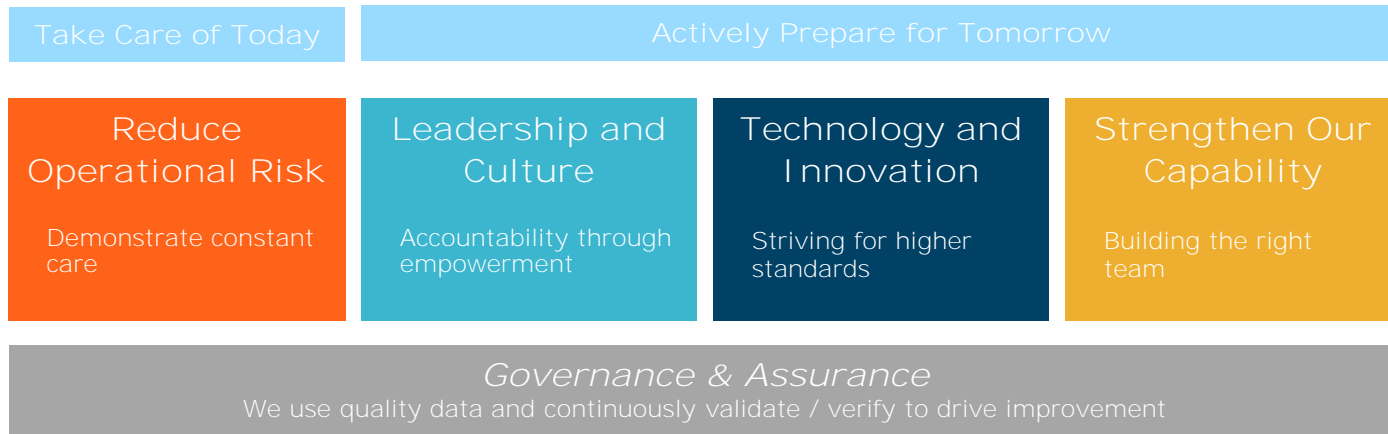 Take Care of Today
Actively Prepare for Tomorrow
Reduce
Operational Risk
Demonstrate constant
care
Leadership and
Culture
Accountability through
empowerment
Technology and
Innovation
Striving for higher
standards
Strengthen Our
Capability
Building the right
team
Governance & Assurance
We use quality data and continuously validate / verify to drive improvement